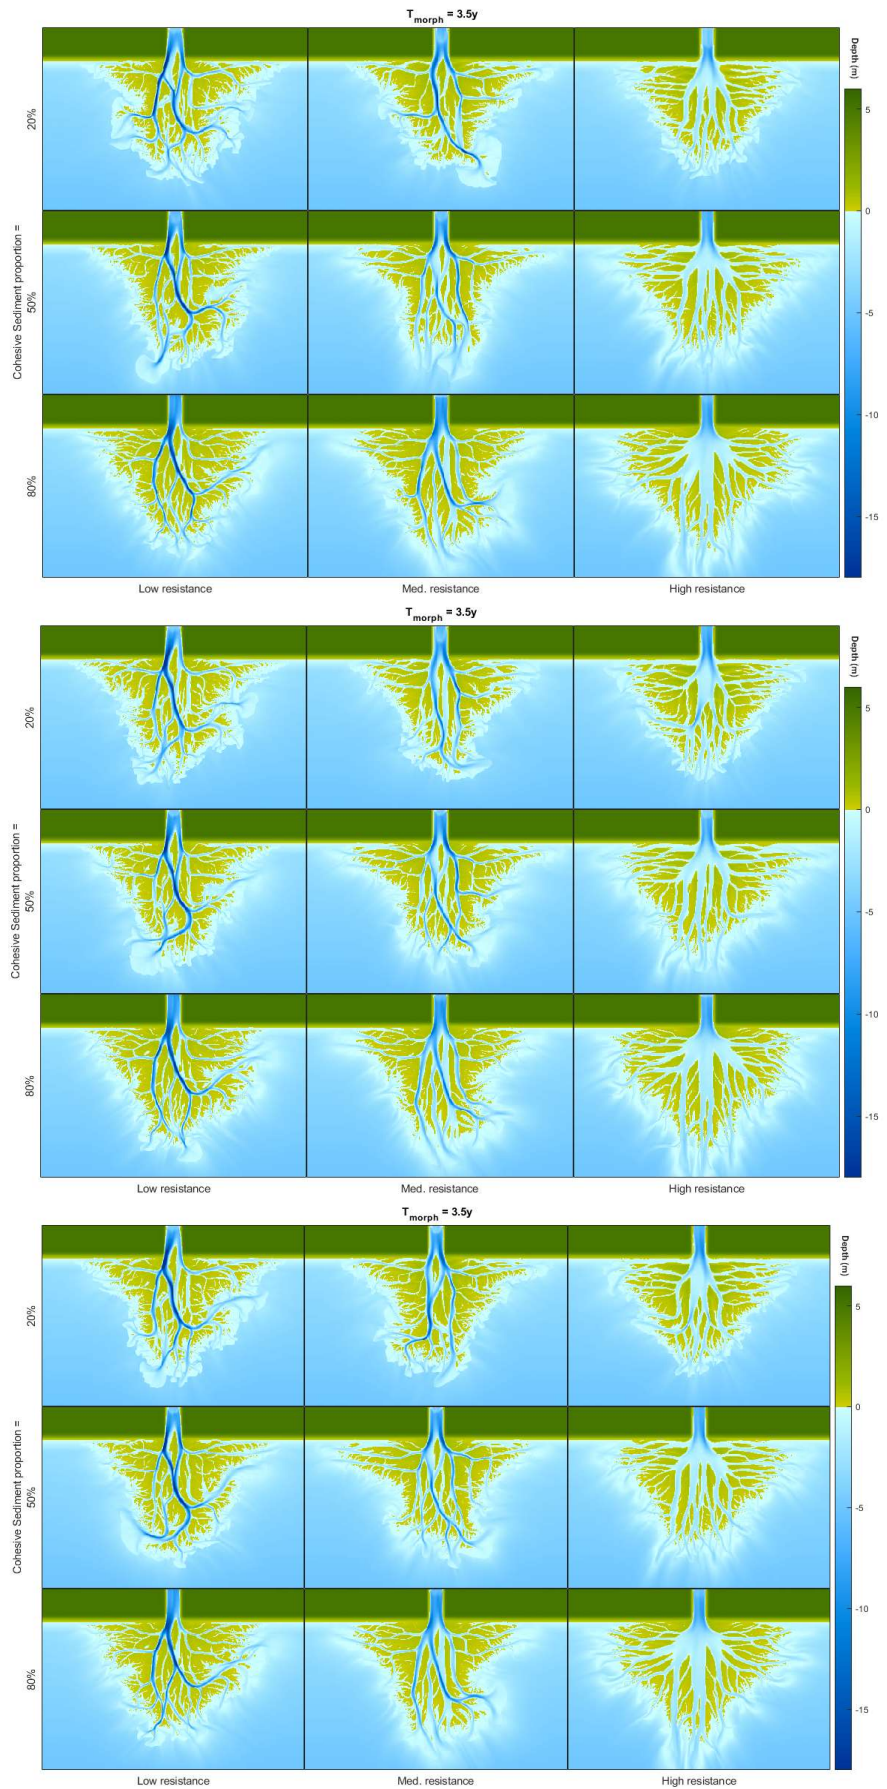 T_morph = 3.5y
Depth (m)
5
0
-5
-10
-15
Cohesive Sediment proportion =
20%
50%
80%
Low resistance
Med. resistance
High resistance
T_morph = 3.5y
Depth (m)
5
0
-5
-10
-15
Cohesive Sediment proportion =
20%
50%
80%
Low resistance
Med. resistance
High resistance
T_morph = 3.5y
Depth (m)
5
0
-5
-10
-15
Cohesive Sediment proportion =
20%
50%
80%
Low resistance
Med. resistance
High resistance